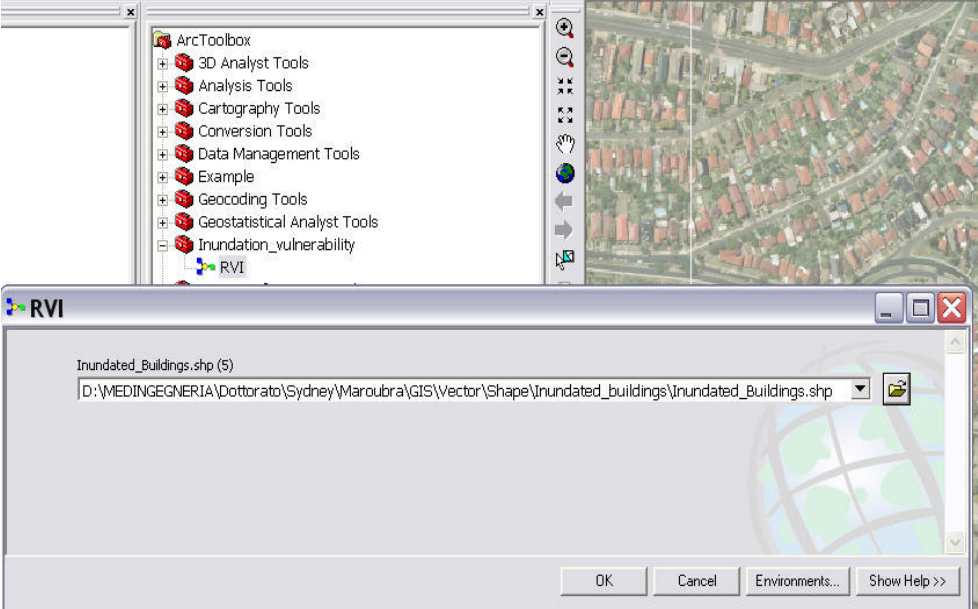 ArcToolbox
3D Analyst Tools
Analysis Tools
Cartography Tools
Conversion Tools
Data Management Tools
Example
Geocoding Tools
Geostatistical Analyst Tools
Inundation_vulnerability
RVI
RVI
Inundated_Buildings.shp (5)
D:\MEDINGEGNERIA\Dottorato\Sydney\Maroubra\GIS\Vector\Shape\Inundated_buildings\Inundated_Buildings.shp
OK Cancel Environments... Show Help >>